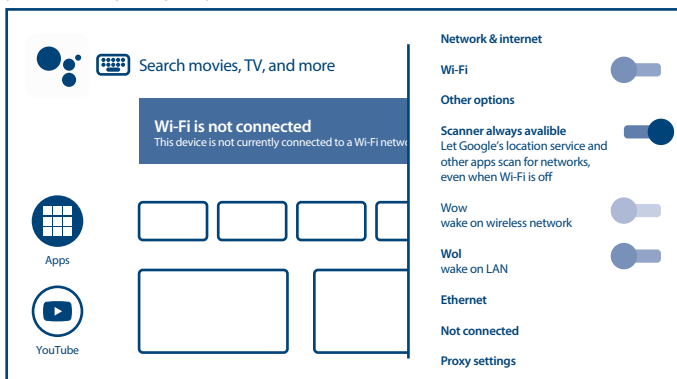 Search movies, TV, and more
Wi-Fi is not connected
This device is not currently connected to a Wi-Fi netwo
Apps
YouTube
Network & internet
Wi-Fi
Other options
Scanner always avalible
Let Google's location service and
other apps scan for networks,
even when Wi-Fi is off
Wow
wake on wireless network
Wol
wake on LAN
Ethernet
Not connected
Proxy settings